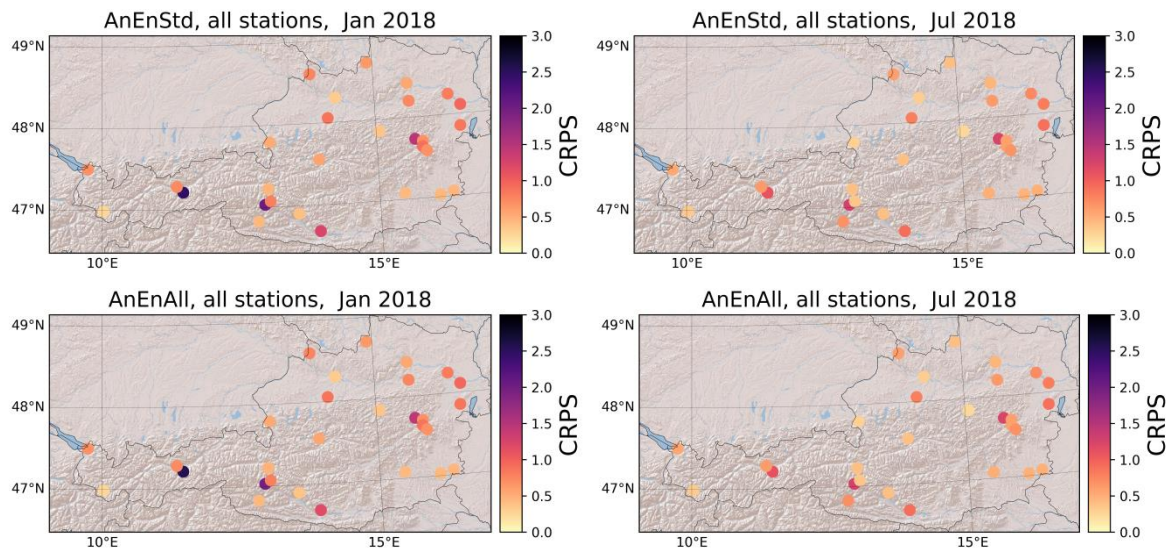 AnEnStd, all stations, Jan 2018
49°N
48°N
47°N
10°E
15°E
3.0
2.5
2.0
1.5
1.0
0.5
0.0
CRPS
AnEnStd, all stations, Jul 2018
49°N
48°N
47°N
10°E
15°E
3.0
2.5
2.0
1.5
1.0
0.5
0.0
CRPS
AnEnAll, all stations, Jan 2018
49°N
48°N
47°N
10°E
15°E
3.0
2.5
2.0
1.5
1.0
0.5
0.0
CRPS
AnEnAll, all stations, Jul 2018
49°N
48°N
47°N
10°E
15°E
3.0
2.5
2.0
1.5
1.0
0.5
0.0
CRPS